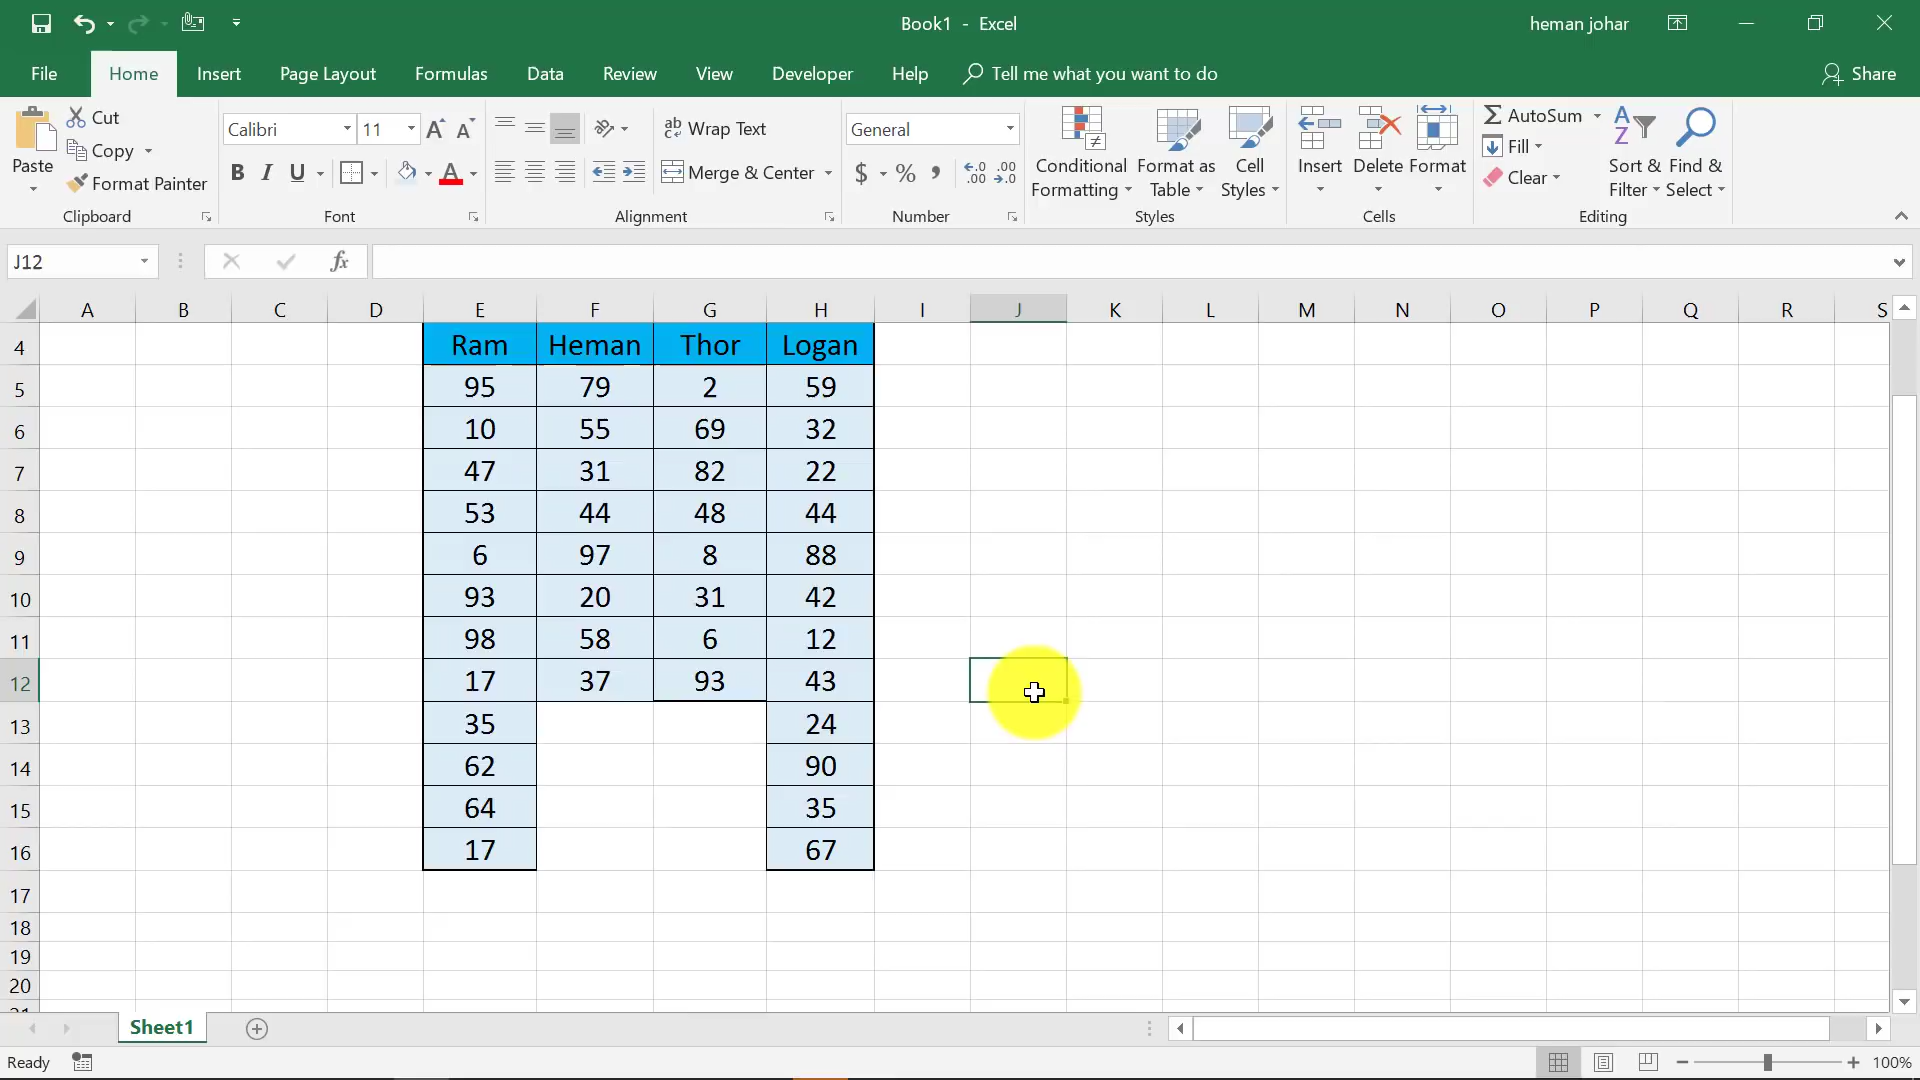 Book1 - Excel
heman johar
File Home Insert Page Layout Formulas Data Review View Developer Help Tell me what you want to do Share
Paste
Cut
Copy
Format Painter
Clipboard
Calibri 11
B I U
Font
Wrap Text
Merge & Center
Alignment
General
$ % , .0 .00 .00 .0
Number
Conditional Formatting
Format as Table
Cell Styles
Styles
Insert Delete Format
Cells
AutoSum
Fill
Clear
Sort & Filter
Find & Select
Editing
J12 fx
A B C D E F G H I J K L M N O P Q R S
4 Ram Heman Thor Logan
5 95 79 2 59
6 10 55 69 32
7 47 31 82 22
8 53 44 48 44
9 6 97 8 88
10 93 20 31 42
11 98 58 6 12
12 17 37 93 43
13 35 24
14 62 90
15 64 35
16 17 67
17
18
19
20
21
Sheet1
Ready 100%